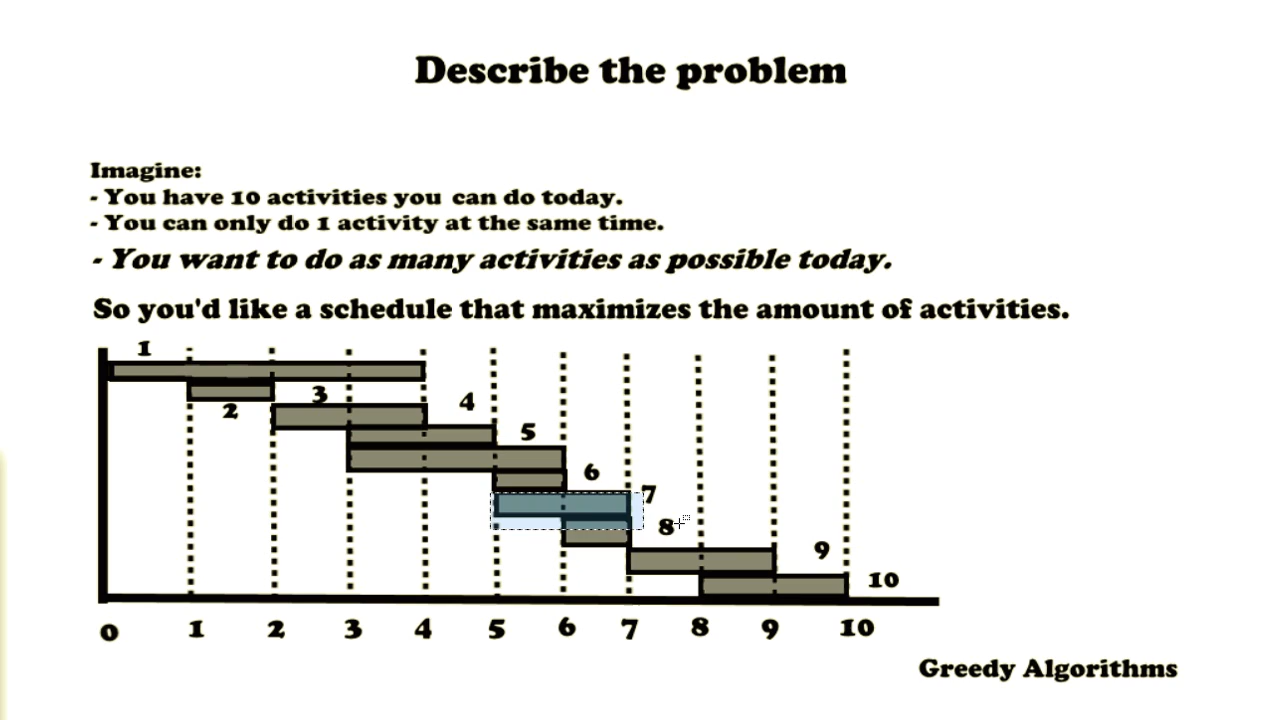 Describe the problem
Imagine:
- You have 10 activities you can do today.
- You can only do 1 activity at the same time.
- You want to do as many activities as possible today.
So you'd like a schedule that maximizes the amount of activities.
1
2
3
4
5
6
7
8
9
10
0 1 2 3 4 5 6 7 8 9 10
Greedy Algorithms